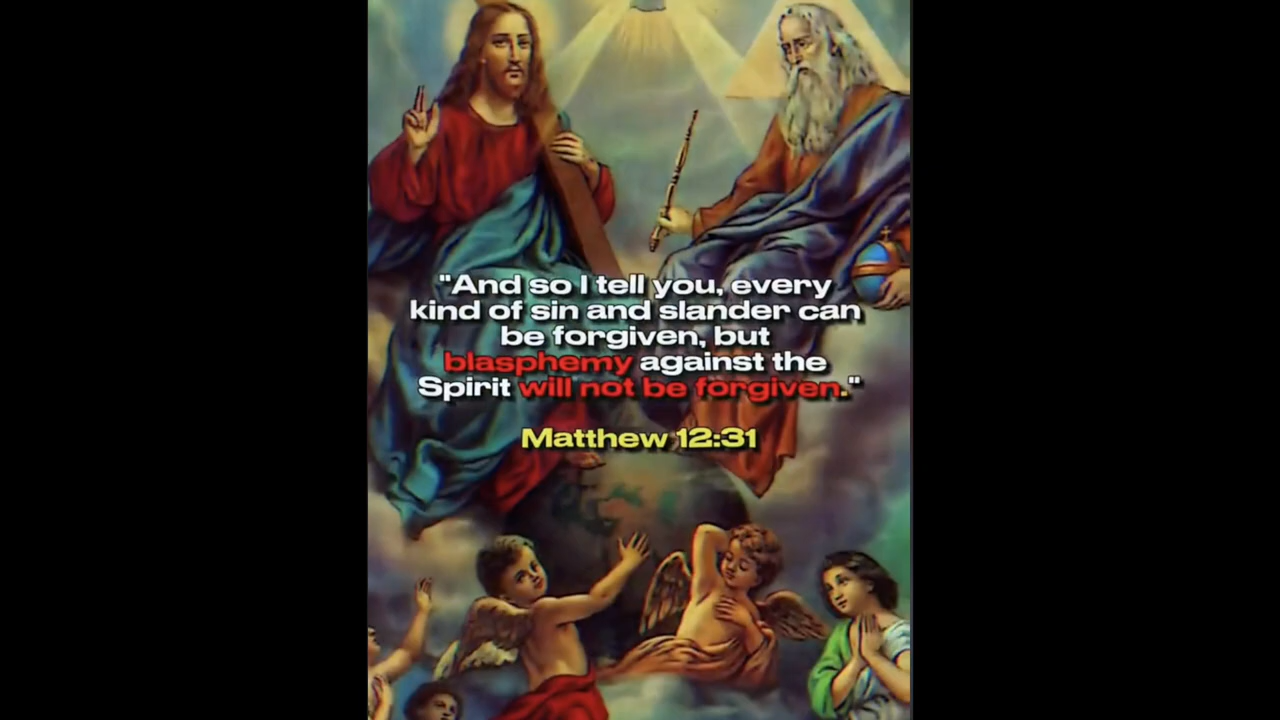 "And so I tell you, every
kind of sin and slander can
be forgiven, but
blasphemy against the
Spirit will not be forgiven."
Matthew 12:31